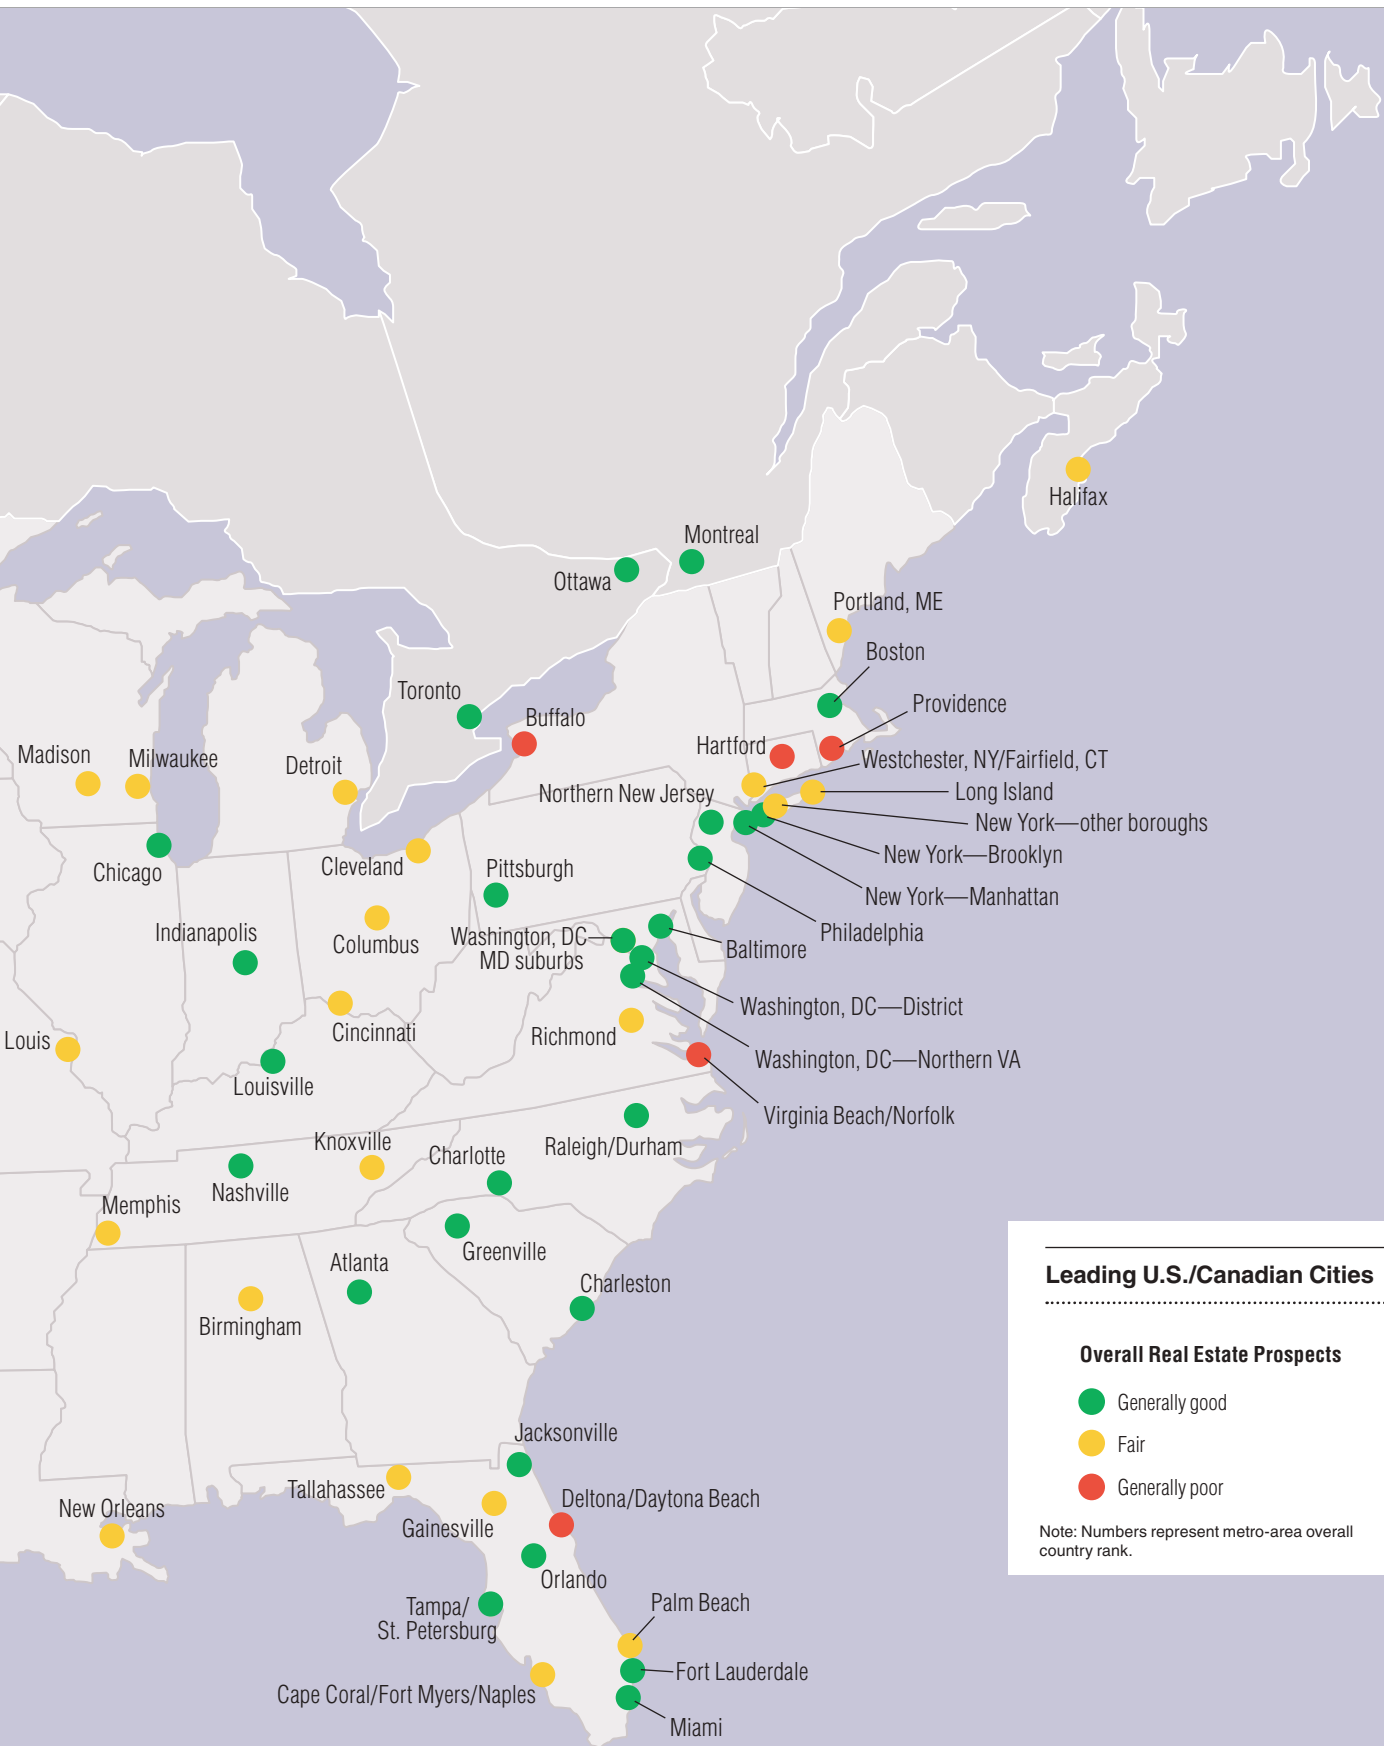 Halifax
Montreal
Ottawa
Portland, ME
Boston
Toronto
Providence
Buffalo
Hartford
Madison
Milwaukee
Detroit
Westchester, NY/Fairfield, CT
Northern New Jersey
Long Island
New York—other boroughs
Chicago
Cleveland
Pittsburgh
New York—Brooklyn
New York—Manhattan
Indianapolis
Columbus
Washington, DC
MD suburbs
Philadelphia
Baltimore
Washington, DC—District
Louis
Cincinnati
Richmond
Washington, DC—Northern VA
Louisville
Virginia Beach/Norfolk
Knoxville
Charlotte
Raleigh/Durham
Nashville
Memphis
Greenville
Atlanta
Charleston
Birmingham
Leading U.S./Canadian Cities
Overall Real Estate Prospects
Generally good
Fair
Generally poor
Note: Numbers represent metro-area overall
country rank.
Jacksonville
Tallahassee
Deltona/Daytona Beach
New Orleans
Gainesville
Orlando
Tampa/
St. Petersburg
Palm Beach
Fort Lauderdale
Cape Coral/Fort Myers/Naples
Miami